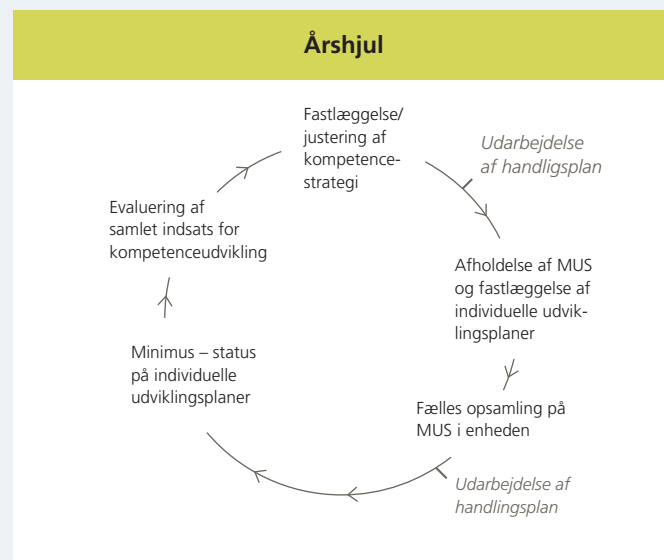 Årshjul
Fastlæggelse/
justering af
kompetence-
strategi
Udarbejdelse
af handligsplan
Afholdelse af MUS
og fastlæggelse af
individuelle udvik-
lingsplaner
Fælles opsamling på
MUS i enheden
Udarbejdelse af
handlingsplan
Minimus – status
på individuelle
udviklingsplaner
Evaluering af
samlet indsats for
kompetenceudvikling